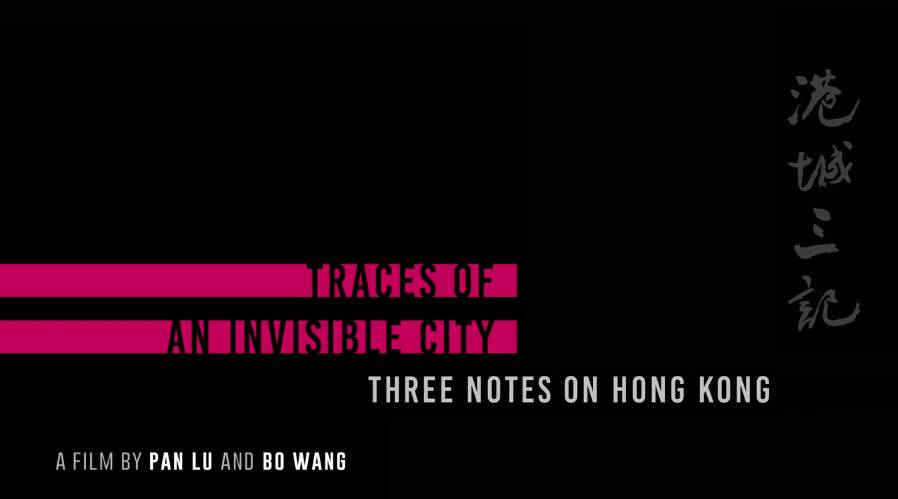 港城三記
TRACES OF
AN INVISIBLE CITY
THREE NOTES ON HONG KONG
A FILM BY PAN LU AND BO WANG